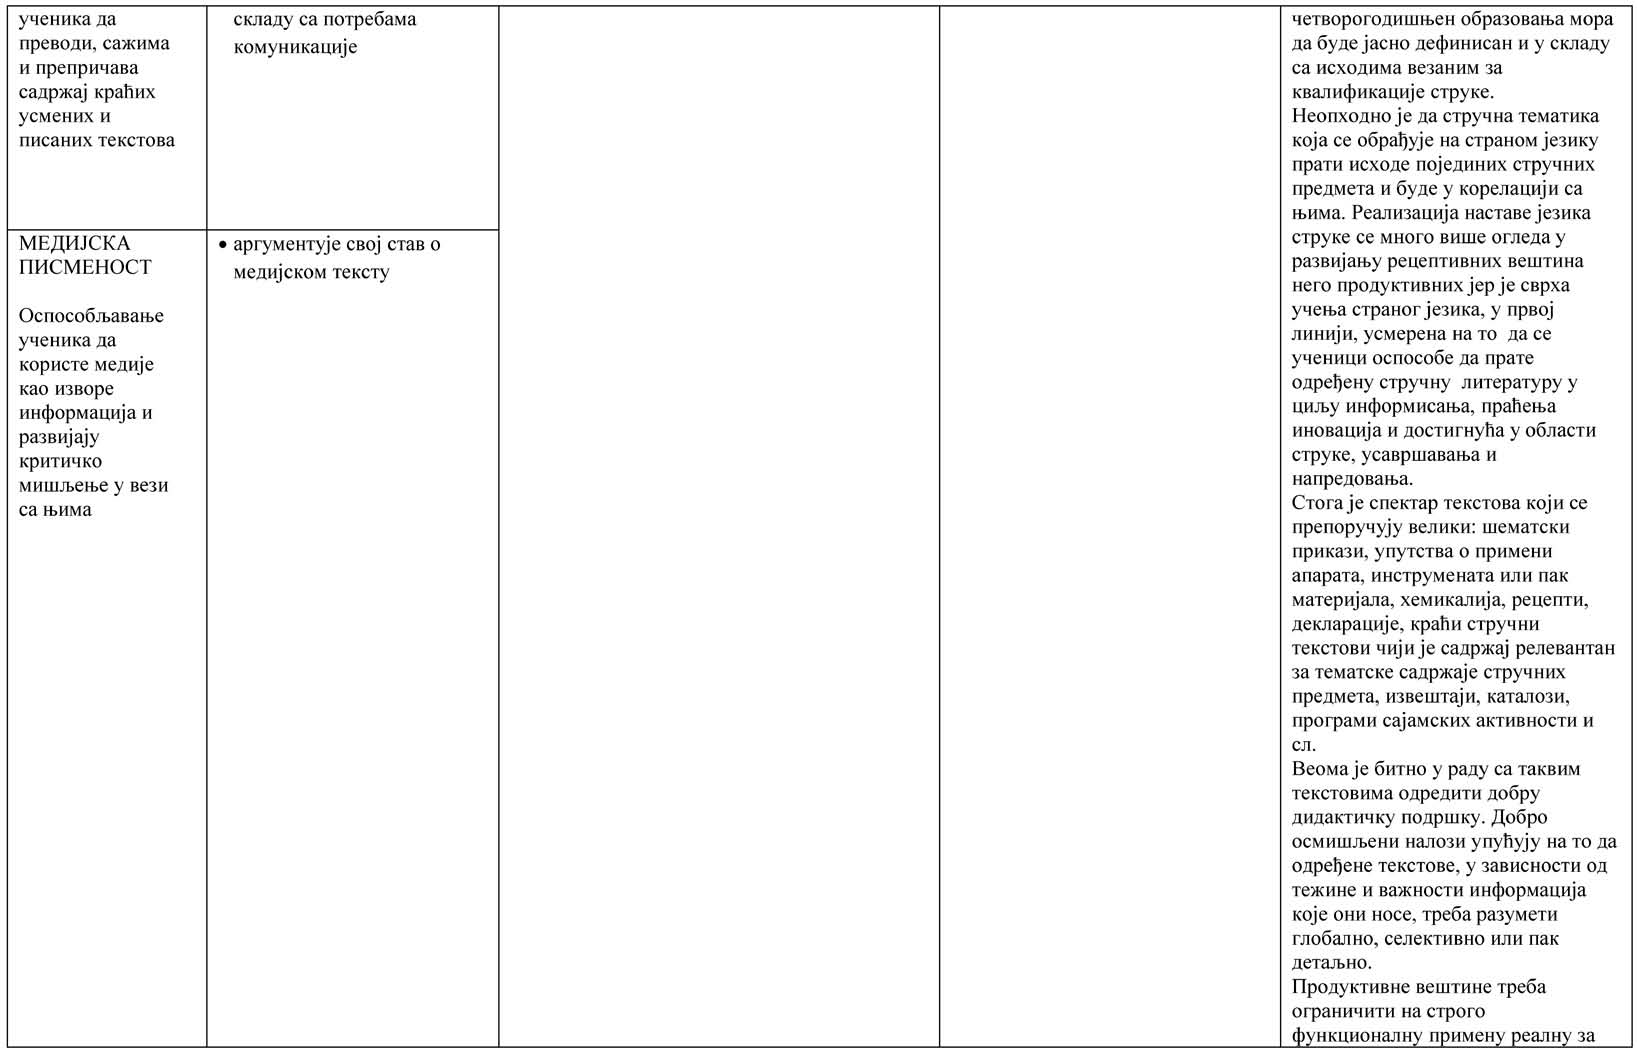 ученика да
преводи, сажима
и препричава
садржај краћих
усмених и
писаних текстова
складу са потребама
комуникације
МЕДИЈСКА
ПИСМЕНОСТ
Оспособљавање
ученика да
користе медије
као изворе
информација и
развијају
критичко
мишљење у вези
са њима
• аргументује свој став о
медијском тексту
четворогодишњен образовања мора
да буде јасно дефинисан и у складу
са исходима везаним за
квалификације струке.
Неопходно је да стручна тематика
која се обрађује на страном језику
прати исходе појединих стручних
предмета и буде у корелацији са
њима. Реализација наставе језика
струке се много више огледа у
развијању рецептивних вештина
него продуктивних јер је сврха
учења страног језика, у првој
линији, усмерена на то да се
ученици оспособе да прате
одређену стручну литературу у
циљу информисања, праћења
иновација и достигнућа у области
струке, усавршавања и
напредовања.
Стога је спектар текстова који се
препоручују велики: шематски
прикази, упутства о примени
апарата, инструмената или пак
материјала, хемикалија, рецепти,
декларације, краћи стручни
текстови чији је садржај релевантан
за тематске садржаје стручних
предмета, извештаји, каталози,
програми сајамских активности и
сл.
Веома је битно у раду са таквим
текстовима одредити добру
дидактичку подршку. Добро
осмишљени налози упућују на то да
одређене текстове, у зависности од
тежине и важности информација
које они носе, треба разумети
глобално, селективно или пак
детаљно.
Продуктивне вештине треба
ограничити на строго
функционалну примену реалну за